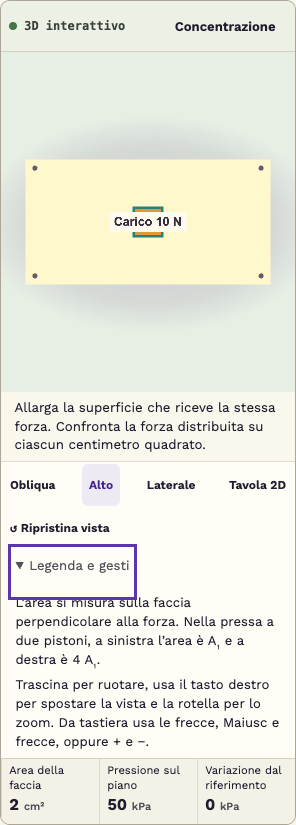 3D interattivo
Concentrazione
Carico 10 N
Allarga la superficie che riceve la stessa
forza. Confronta la forza distribuita su
ciascun centimetro quadrato.
Obliqua Alto Laterale Tavola 2D
↺ Ripristina vista
▼ Legenda e gesti
L'area si misura sulla faccia
perpendicolare alla forza. Nella pressa a
due pistoni, a sinistra l'area è A₁ e a
destra è 4 A₁.
Trascina per ruotare, usa il tasto destro
per spostare la vista e la rotella per lo
zoom. Da tastiera usa le frecce, Maiusc e
frecce, oppure + e −.
Area della
faccia
2 cm²
Pressione sul
piano
50 kPa
Variazione dal
riferimento
0 kPa